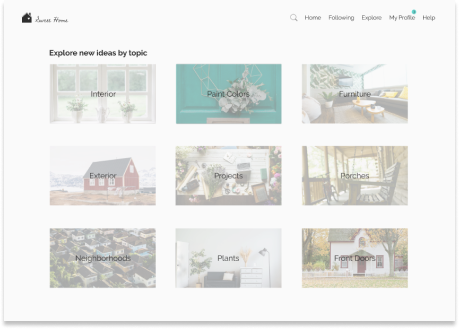 Sweet Home
Home Following Explore My Profile Help
Explore new ideas by topic
Interior Paint Colors Furniture
Exterior Projects Porches
Neighborhoods Plants Front Doors